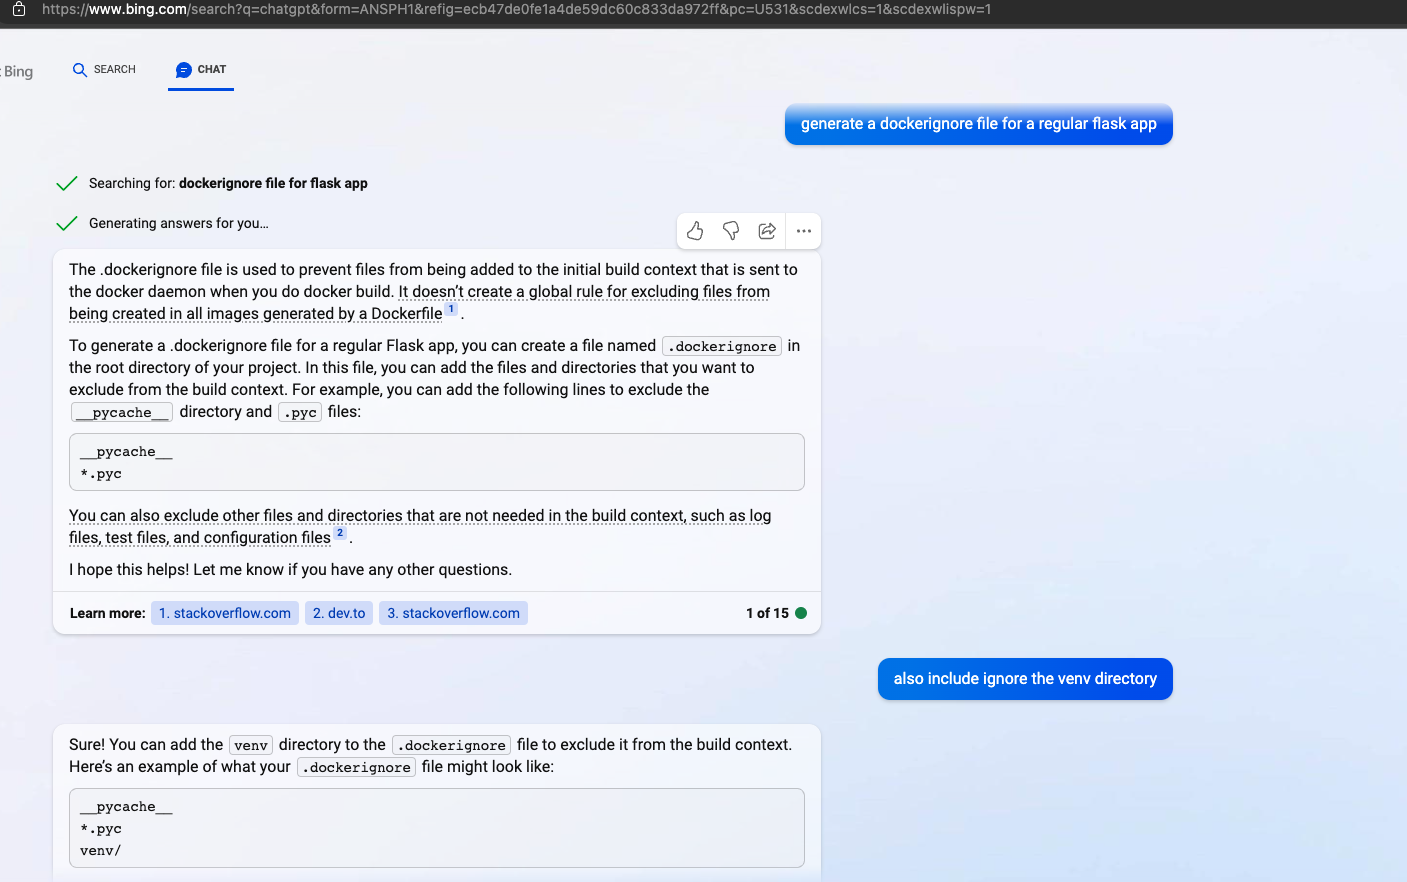 https://www.bing.com/search?q=chatgpt&form=ANSPH1&refig=ecb47de0fe1a4de59dc60c833da972ff&pc=U531&scdexwlcs=1&scdexwlispw=1
Bing
SEARCH
CHAT
generate a dockerignore file for a regular flask app
Searching for: dockerignore file for flask app
Generating answers for you...
The .dockerignore file is used to prevent files from being added to the initial build context that is sent to
the docker daemon when you do docker build. It doesn't create a global rule for excluding files from
being created in all images generated by a Dockerfile 1 .
To generate a .dockerignore file for a regular Flask app, you can create a file named .dockerignore in
the root directory of your project. In this file, you can add the files and directories that you want to
exclude from the build context. For example, you can add the following lines to exclude the
__pycache__ directory and .pyc files:
__pycache__
*.pyc
You can also exclude other files and directories that are not needed in the build context, such as log
files, test files, and configuration files 2 .
I hope this helps! Let me know if you have any other questions.
Learn more: 1. stackoverflow.com 2. dev.to 3. stackoverflow.com 1 of 15
also include ignore the venv directory
Sure! You can add the venv directory to the .dockerignore file to exclude it from the build context.
Here's an example of what your .dockerignore file might look like:
__pycache__
*.pyc
venv/